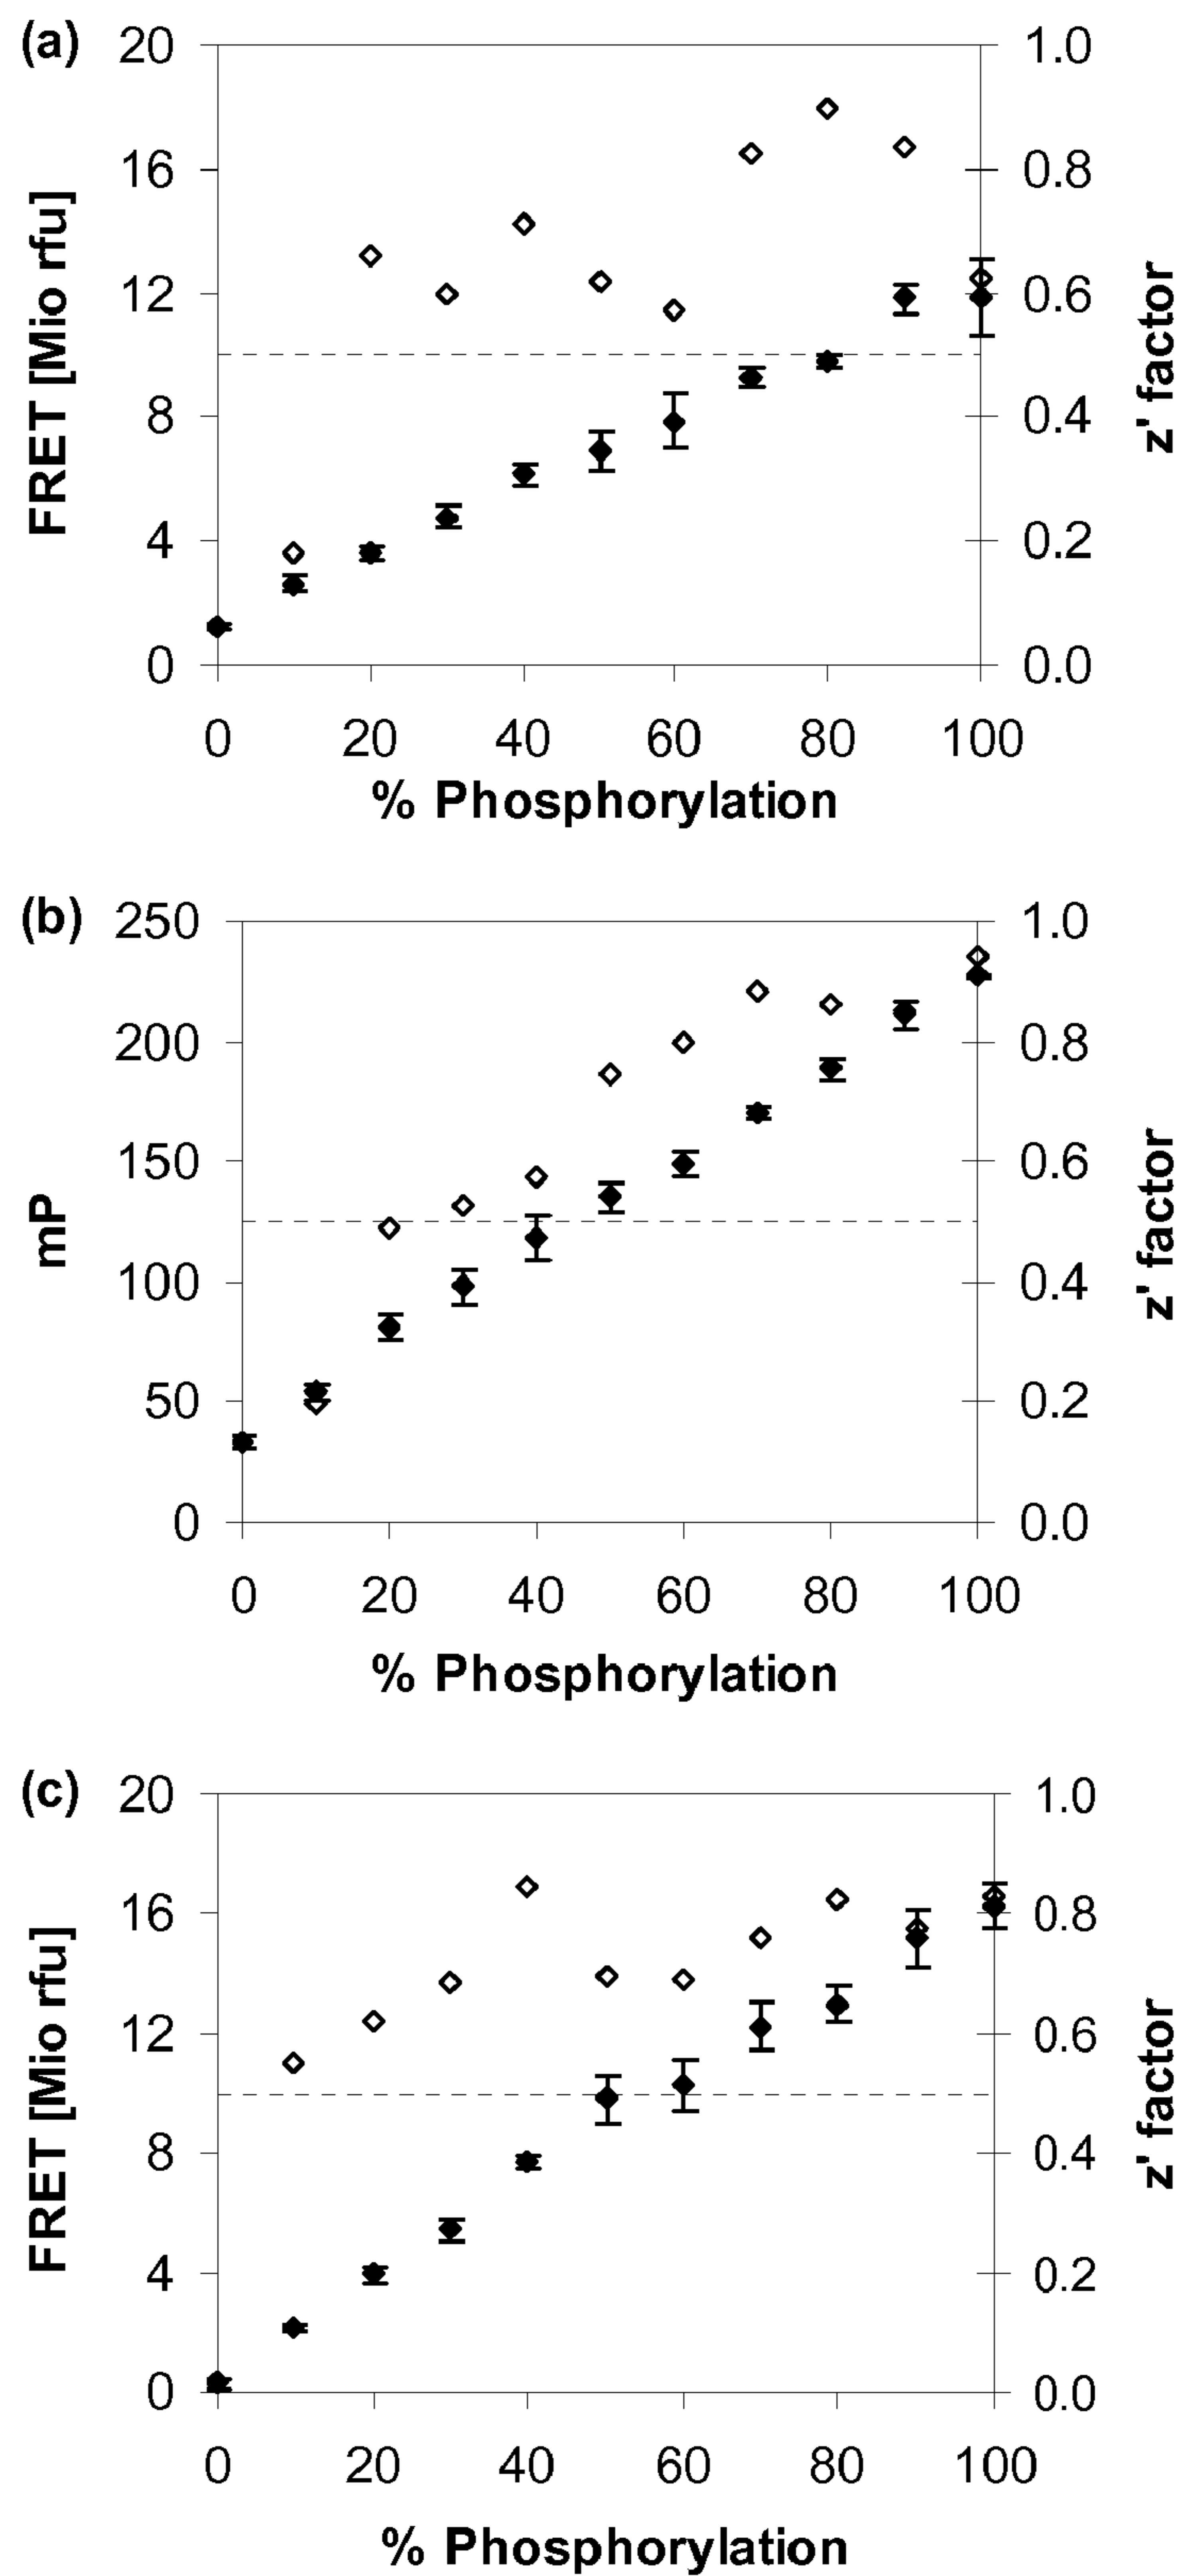 (a)
20 1.0
16 0.8
12 0.6
8 0.4
4 0.2
0 0.0
FRET [Mio rfu]
z' factor
0 20 40 60 80 100
% Phosphorylation
(b)
250 1.0
200 0.8
150 0.6
100 0.4
50 0.2
0 0.0
mP
z' factor
0 20 40 60 80 100
% Phosphorylation
(c)
20 1.0
16 0.8
12 0.6
8 0.4
4 0.2
0 0.0
FRET [Mio rfu]
z' factor
0 20 40 60 80 100
% Phosphorylation